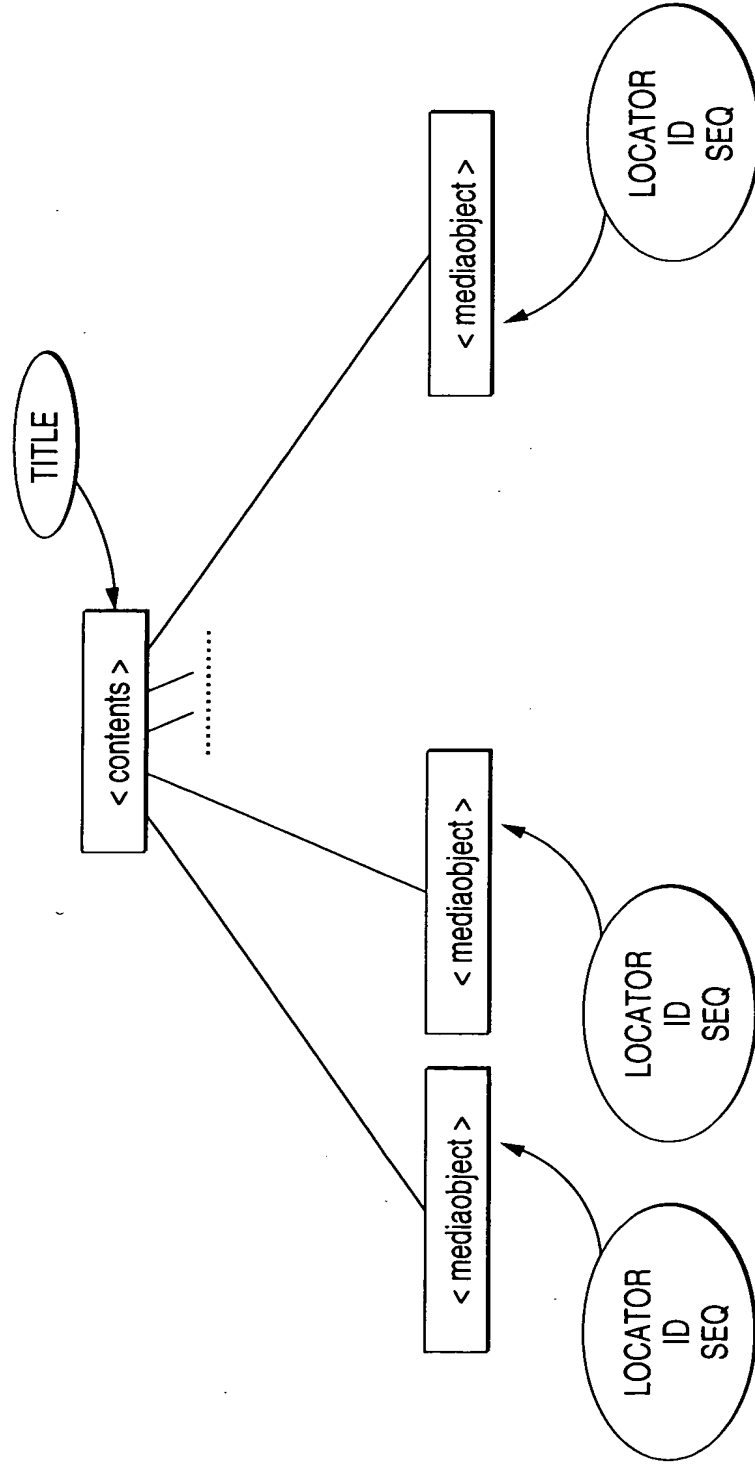 TITLE
< contents >
..........
< mediaobject >
< mediaobject >
< mediaobject >
LOCATOR
ID
SEQ
LOCATOR
ID
SEQ
LOCATOR
ID
SEQ